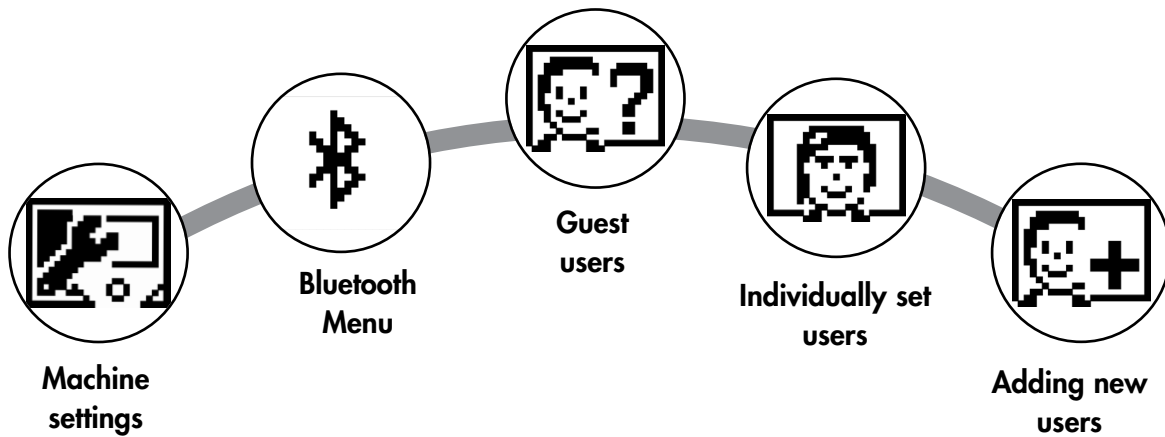 Machine
settings
Bluetooth
Menu
Guest
users
Individually set
users
Adding new
users